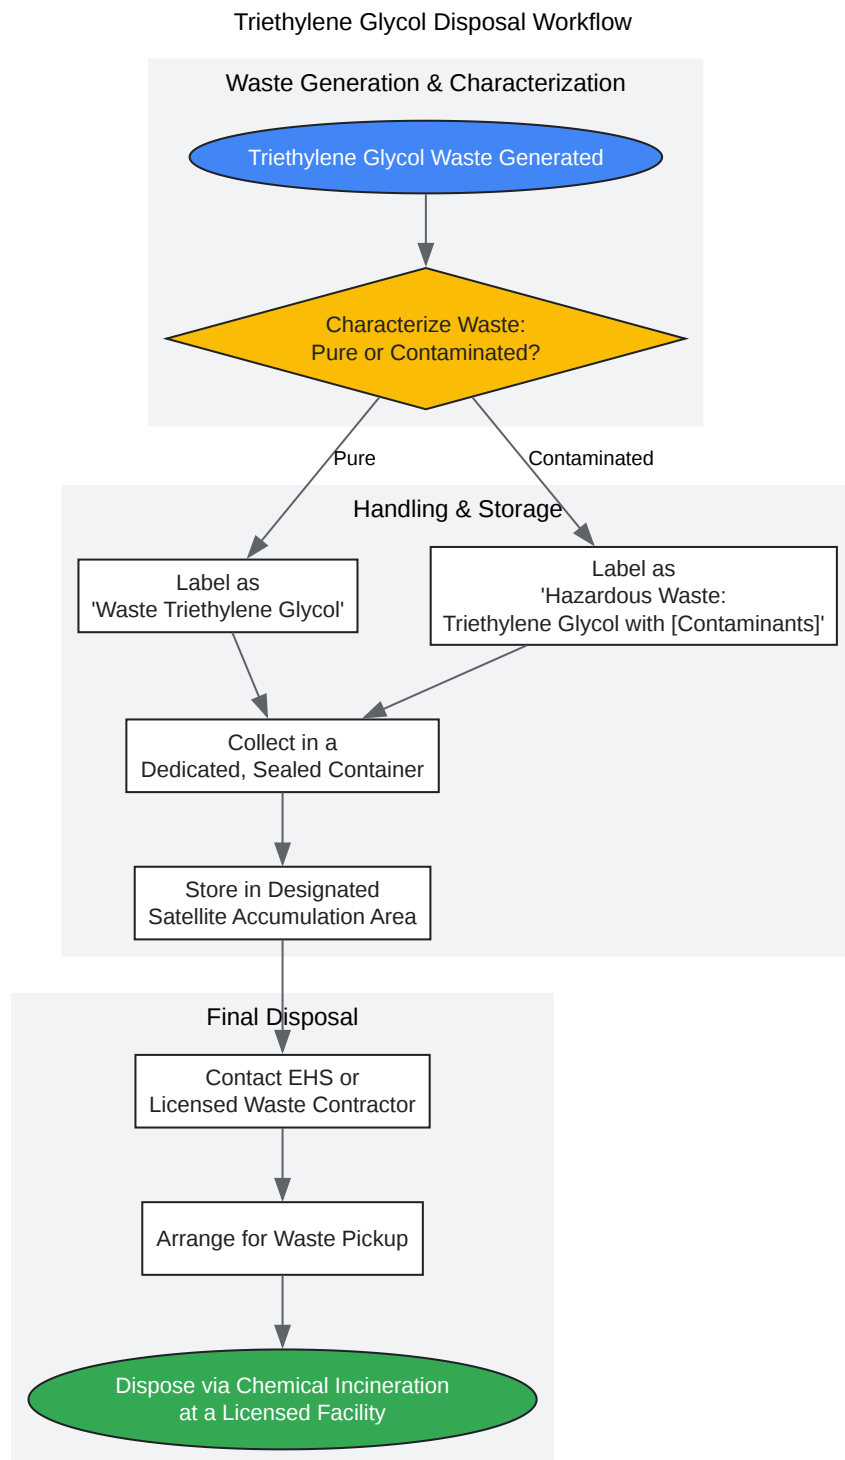 Triethylene Glycol Disposal Workflow
Waste Generation & Characterization
Triethylene Glycol Waste Generated
Characterize Waste:
Pure or Contaminated?
Pure
Contaminated
Handling & Storage
Label as
'Waste Triethylene Glycol'
Label as
'Hazardous Waste:
Triethylene Glycol with [Contaminants]'
Collect in a
Dedicated, Sealed Container
Store in Designated
Satellite Accumulation Area
Final Disposal
Contact EHS or
Licensed Waste Contractor
Arrange for Waste Pickup
Dispose via Chemical Incineration
at a Licensed Facility